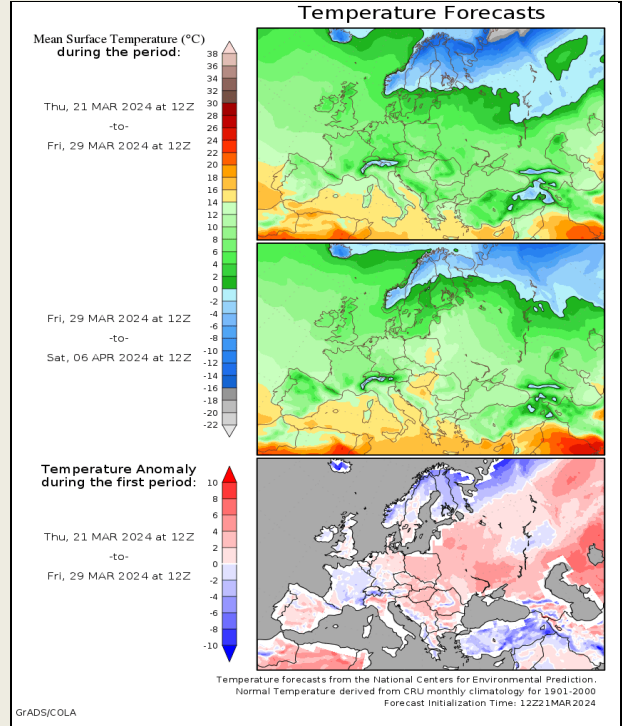 Temperature Forecasts
Mean Surface Temperature (°C)
during the period:
Thu, 21 MAR 2024 at 12Z
-to-
Fri, 29 MAR 2024 at 12Z
38
36
34
32
30
28
26
24
22
20
18
16
14
12
10
8
6
4
2
0
-2
-4
-6
-8
-10
-12
-14
-16
-18
-20
-22
Fri, 29 MAR 2024 at 12Z
-to-
Sat, 06 APR 2024 at 12Z
Temperature Anomaly
during the first period:
Thu, 21 MAR 2024 at 12Z
-to-
Fri, 29 MAR 2024 at 12Z
10
8
6
4
2
0
-2
-4
-6
-8
-10
Temperature forecasts from the National Centers for Environmental Prediction.
Normal Temperature derived from CRU monthly climatology for 1901-2000
Forecast Initialization Time: 12Z21MAR2024
GrADS/COLA